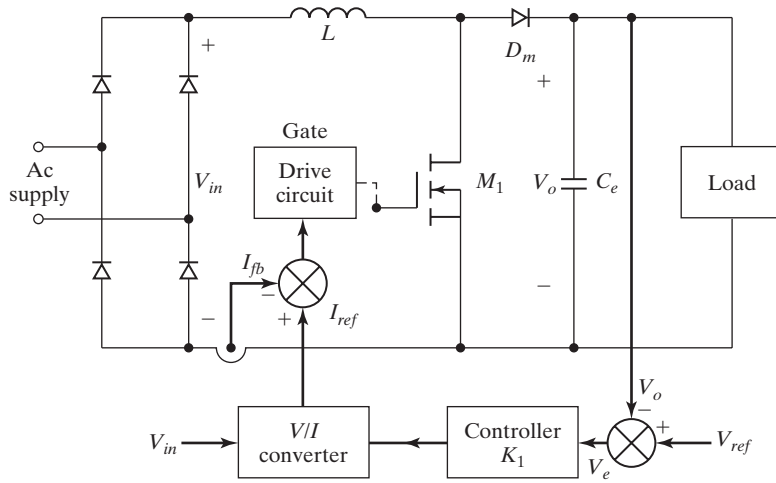 +
L
D_m
+
Gate
Ac
supply
V_in
Drive
circuit
M_1
V_o
C_e
Load
I_fb
−
−
+
I_ref
−
V_o
−
+
V_in
V/I
converter
Controller
K_1
V_e
V_ref